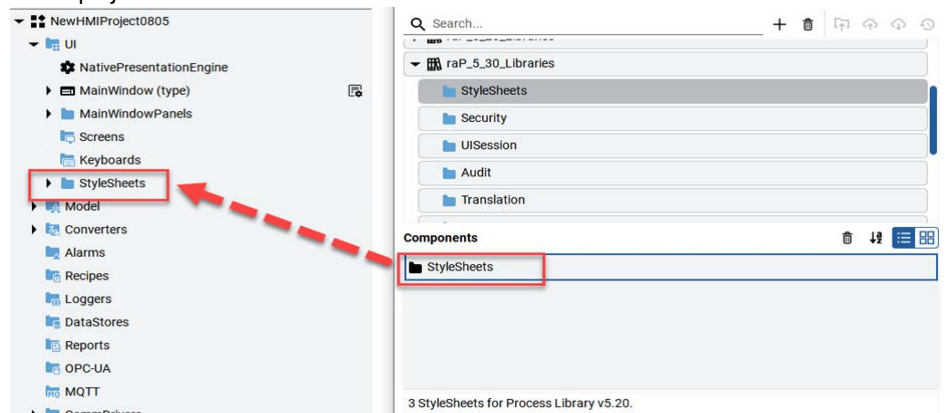 NewHMIProject0805
UI
NativePresentationEngine
MainWindow (type)
MainWindowPanels
Screens
Keyboards
StyleSheets
Model
Converters
Alarms
Recipes
Loggers
DataStores
Reports
OPC-UA
MQTT
Search...
raP_5_30_Libraries
StyleSheets
Security
UISession
Audit
Translation
Components
StyleSheets
3 StyleSheets for Process Library v5.20.